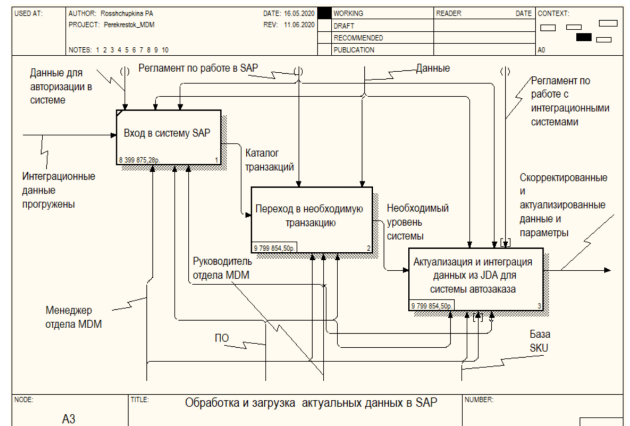 USED AT:
AUTHOR: Rosshchupkina PA
DATE: 16.05.2020
WORKING
READER
DATE
CONTEXT:
PROJECT: Perekrestok_MDM
REV: 11.06.2020
DRAFT
RECOMMENDED
NOTES: 1 2 3 4 5 6 7 8 9 10
PUBLICATION
A0
Данные для
авторизации в
системе
Регламент по работе в SAP
Данные
Регламент по
работе с
интеграционными
системами
Вход в систему SAP
8 399 875,28р.
1
Интеграционные
данные
прогружены
Каталог
транзакций
Переход в необходимую
транзакцию
9 799 854,50р.
2
Необходимый
уровень
системы
Скорректированные
и
актуализированные
данные и
параметры
Актуализация и интеграция
данных из JDA для
системы автозаказа
9 799 854,50р.
3
Руководитель
отдела MDM
Менеджер
отдела MDM
ПО
База
SKU
NODE:
TITLE:
NUMBER:
A3
Обработка и загрузка актуальных данных в SAP